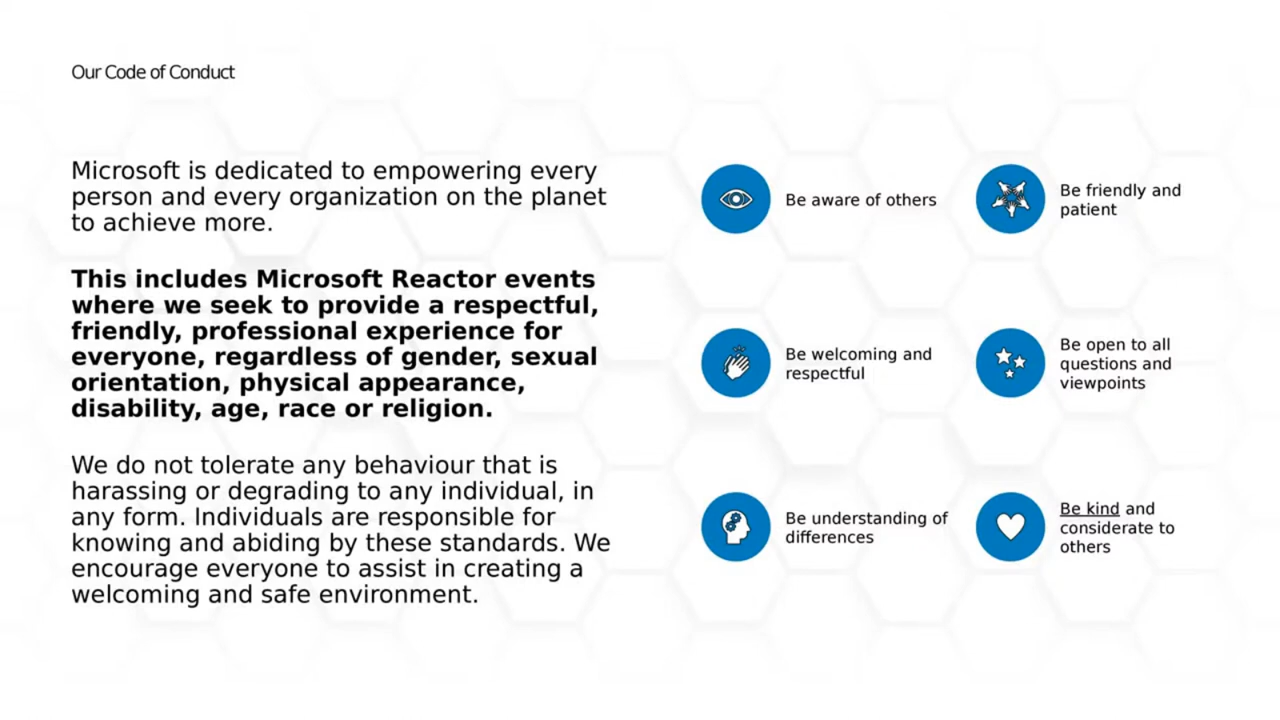 Our Code of Conduct
Microsoft is dedicated to empowering every
person and every organization on the planet
to achieve more.
This includes Microsoft Reactor events
where we seek to provide a respectful,
friendly, professional experience for
everyone, regardless of gender, sexual
orientation, physical appearance,
disability, age, race or religion.
We do not tolerate any behaviour that is
harassing or degrading to any individual, in
any form. Individuals are responsible for
knowing and abiding by these standards. We
encourage everyone to assist in creating a
welcoming and safe environment.
Be aware of others
Be friendly and
patient
Be welcoming and
respectful
Be open to all
questions and
viewpoints
Be understanding of
differences
Be kind and
considerate to
others